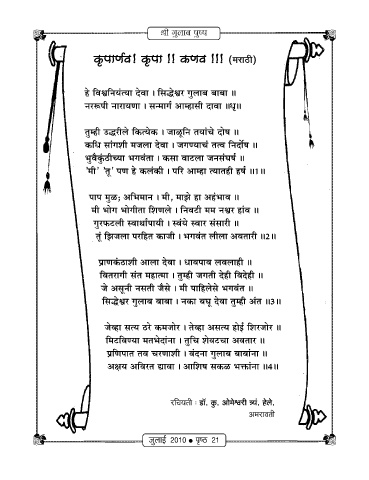 श्री गुलाब पुष्प
कृपार्णव! कृपा !! कणव !!! (मराठी)
हे विश्वनियंत्या देवा । सिद्धेश्वर गुलाब बाबा ॥
नररुपी नारायणा । सन्मार्ग आम्हासी दावा ॥धृ॥
तुम्ही उद्धरीले कित्येक । जाळूनि तयांचे दोष ॥
कधि सांगशी मजला देवा । जगण्याचं तत्व निर्दोष ॥
भुवैकुंठीच्या भगवंता । कसा वाटला जनसंघर्ष ॥
'मी' 'तू' पण हे कलंकी । परि आम्हा त्यातही हर्ष ॥1॥
पाप मुळ; अभिमान । मी, माझे हा अहंभाव ॥
मी भोग भोगीता शिणले । निवटी मम नश्वर हांव ॥
गुरफटली स्वार्थापायी । स्वंये स्वार संसारी ॥
तूं झिजला परहित काजी । भगवंत लीला अवतारी ॥2॥
प्राणकंठाशी आला देवा । धावपाव लवलाही ॥
वितरागी संत महात्मा । तुम्ही जगती देही विदेही ॥
जे असूनी नसती जैसे । मी पाहिलेसे भगवंत ॥
सिद्धेश्वर गुलाब बाबा । नका बघू देवा तुम्ही अंत ॥3॥
जेव्हा सत्य ठरे कमजोर । तेव्हा असत्य होई शिरजोर ॥
मिटविण्या मतभेदांना । तुचि शेवटचा अवतार ॥
प्रणिपात तव चरणाशी । वंदना गुलाब बाबांना ॥
अक्षय अविरत द्यावा । आशिष सकळ भक्तांना ॥4॥
रचियती : डॉ. कु. ओमेश्वरी त्र्यं. हेले.
अमरावती
जुलाई 2010 ● पृष्ठ 21